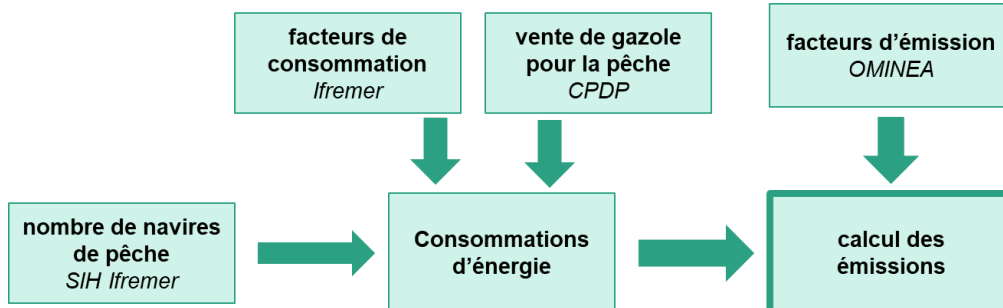 facteurs de
consommation
Ifremer
vente de gazole
pour la pêche
CPDP
facteurs d’émission
OMINEA
nombre de navires
de pêche
SIH Ifremer
Consommations
d’énergie
calcul des
émissions